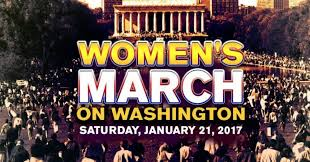 WOMEN'S
MARCH
ON WASHINGTON
SATURDAY, JANUARY 21, 2017